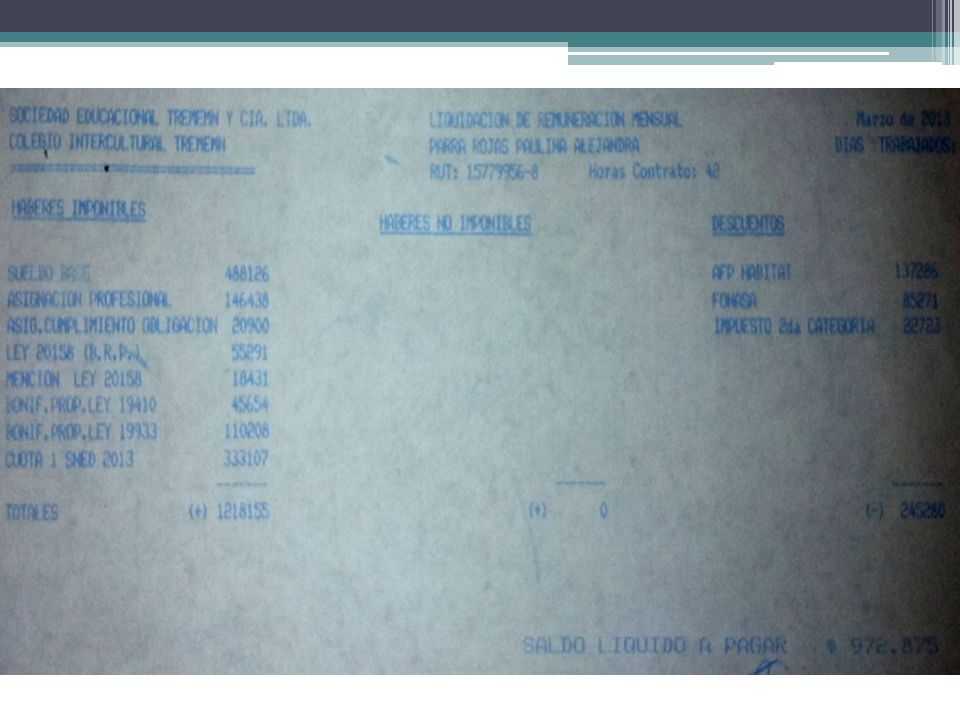 SOCIEDAD EDUCACIONAL TREMEMN Y CIA. LTDA. LIQUIDACION DE REMUNERACION MENSUAL Marzo de 2013
COLEGIO INTERCULTURAL TREMEMN PARRA ROJAS PAULINA ALEJANDRA DIAS TRABAJADOS:
RUT: 15779956-8 Horas Contrato: 42
HABERES IMPONIBLES HABERES NO IMPONIBLES DESCUENTOS
SUELDO BASE 488126 AFP HABITAT 137286
ASIGNACION PROFESIONAL 146438 FONASA 85271
ASIG.CUMPLIMIENTO OBLIGACION 20900 IMPUESTO 2da CATEGORIA 22723
LEY 20158 (B.R.P.) 55291
MENCION LEY 20158 18431
BONIF.PROP.LEY 19410 45654
BONIF.PROP.LEY 19933 110208
CUOTA 1 SNED 2013 333107
TOTALES (+) 1218155 (+) 0 (-) 245280
SALDO LIQUIDO A PAGAR $ 972.875